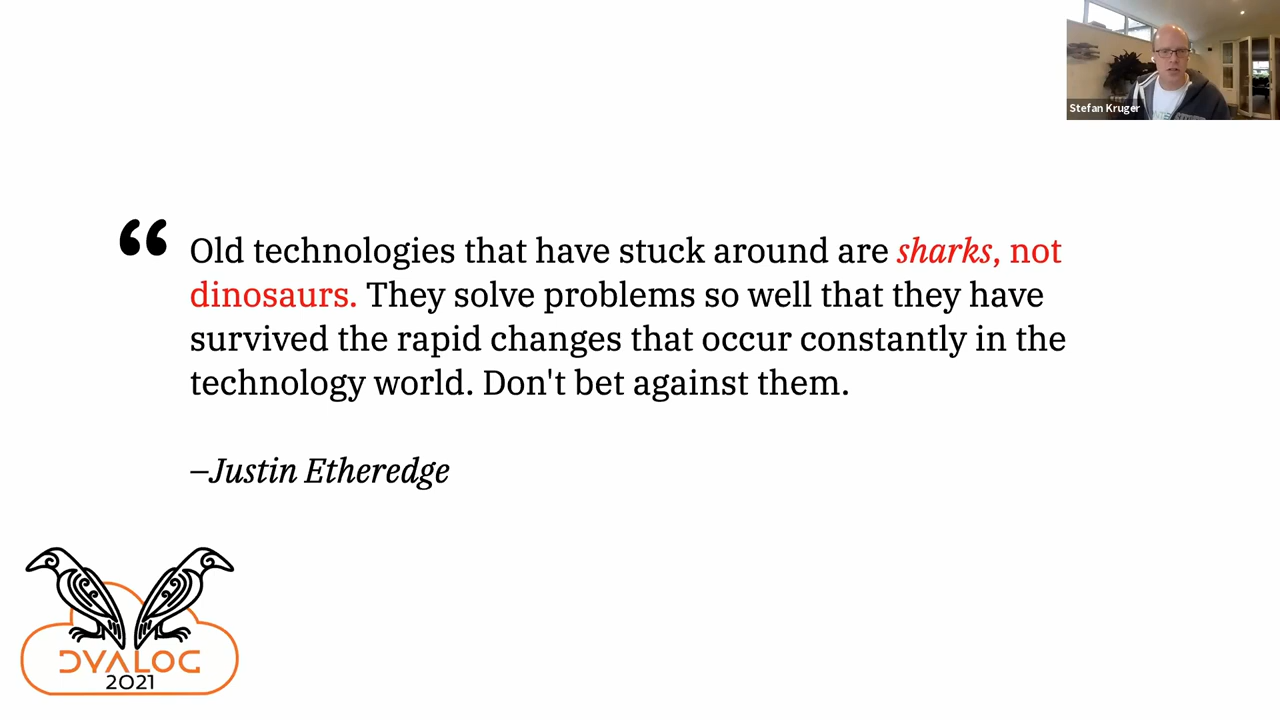 Stefan Kruger
“ Old technologies that have stuck around are sharks, not
dinosaurs. They solve problems so well that they have
survived the rapid changes that occur constantly in the
technology world. Don't bet against them.
–Justin Etheredge
DYALOG
2021